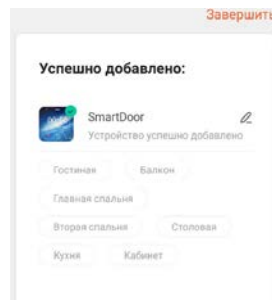 Завершить
Успешно добавлено:
SmartDoor
Устройство успешно добавлено
Гостиная Балкон
Главная спальня
Вторая спальня Столовая
Кухня Кабинет